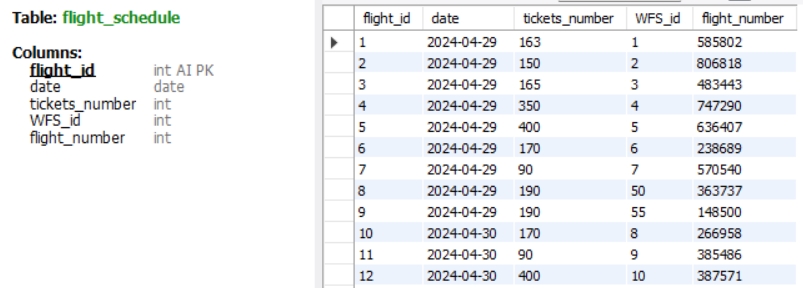 Table: flight_schedule
Columns:
flight_id int AI PK
date date
tickets_number int
WFS_id int
flight_number int
flight_id date tickets_number WFS_id flight_number
1 2024-04-29 163 1 585802
2 2024-04-29 150 2 806818
3 2024-04-29 165 3 483443
4 2024-04-29 350 4 747290
5 2024-04-29 400 5 636407
6 2024-04-29 170 6 238689
7 2024-04-29 90 7 570540
8 2024-04-29 190 50 363737
9 2024-04-29 190 55 148500
10 2024-04-30 170 8 266958
11 2024-04-30 90 9 385486
12 2024-04-30 400 10 387571